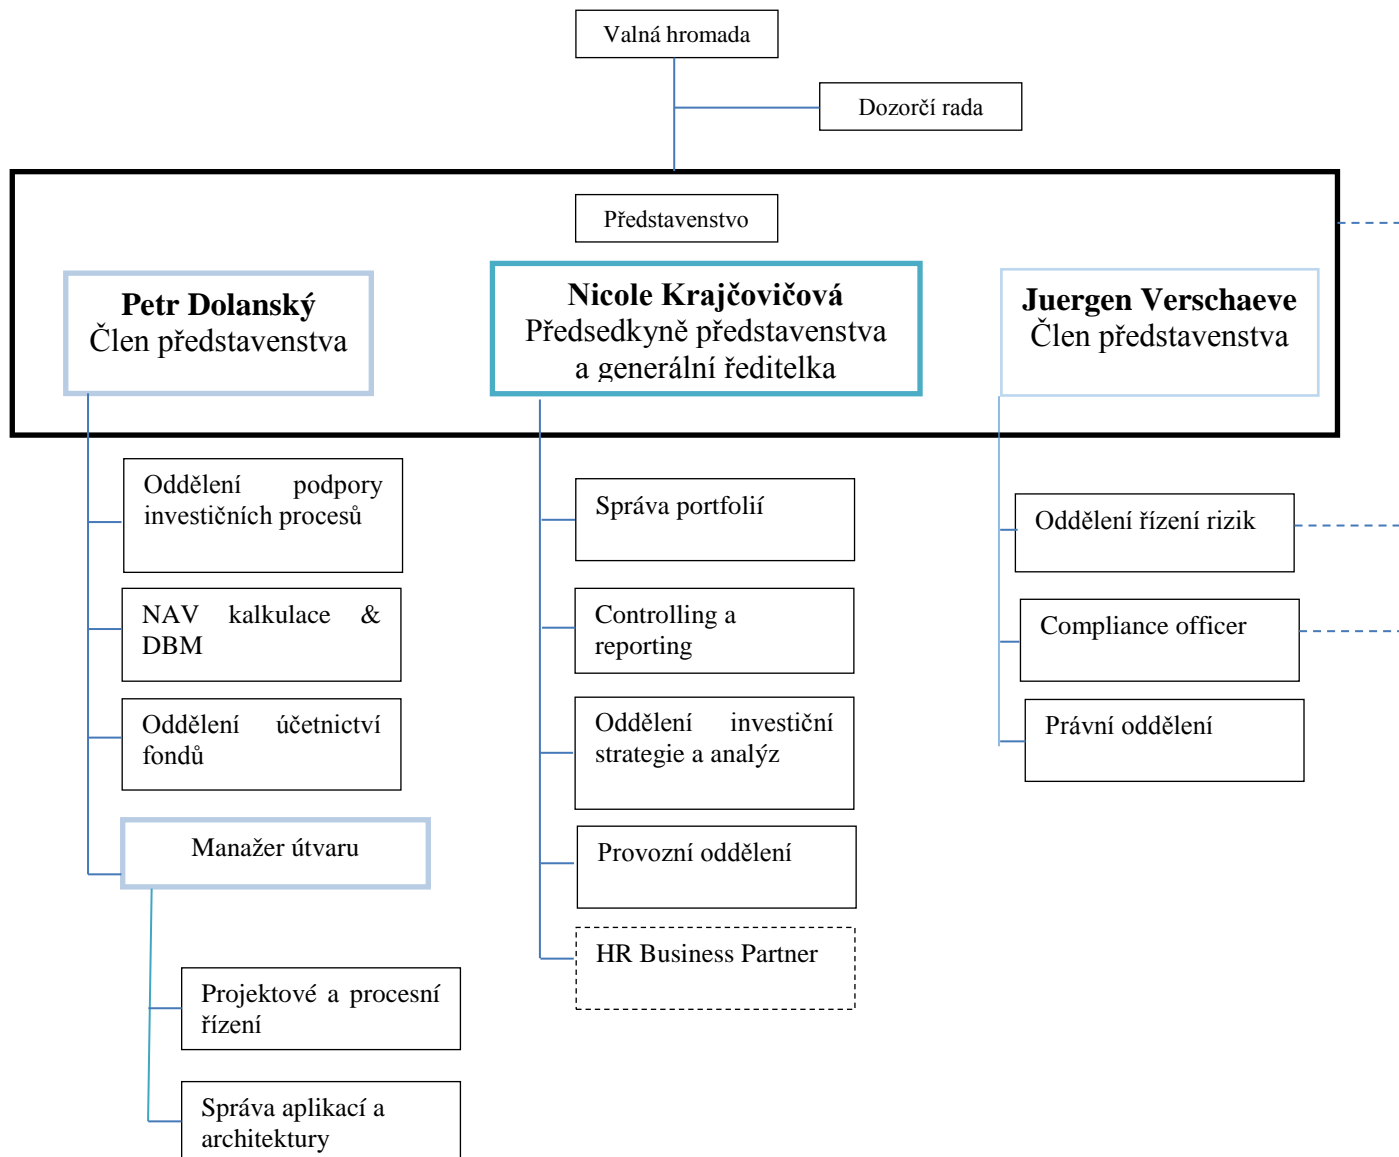 Valná hromada
Dozorčí rada
Představenstvo
Petr Dolanský
Člen představenstva
Nicole Krajčovičová
Předsedkyně představenstva
a generální ředitelka
Juergen Verschaeve
Člen představenstva
Oddělení podpory
investičních procesů
NAV kalkulace &
DBM
Oddělení účetnictví
fondů
Manažer útvaru
Projektové a procesní
řízení
Správa aplikací a
architektury
Správa portfolií
Controlling a
reporting
Oddělení investiční
strategie a analýz
Provozní oddělení
HR Business Partner
Oddělení řízení rizik
Compliance officer
Právní oddělení